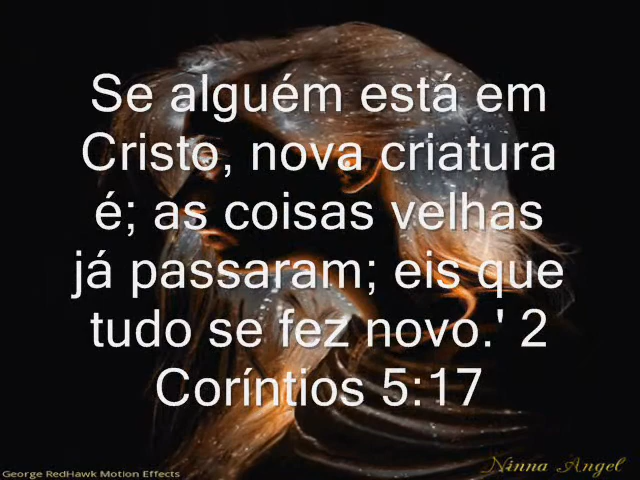 Se alguém está em
Cristo, nova criatura
é; as coisas velhas
já passaram; eis que
tudo se fez novo.' 2
Coríntios 5:17
George RedHawk Motion Effects
Ninna Angel